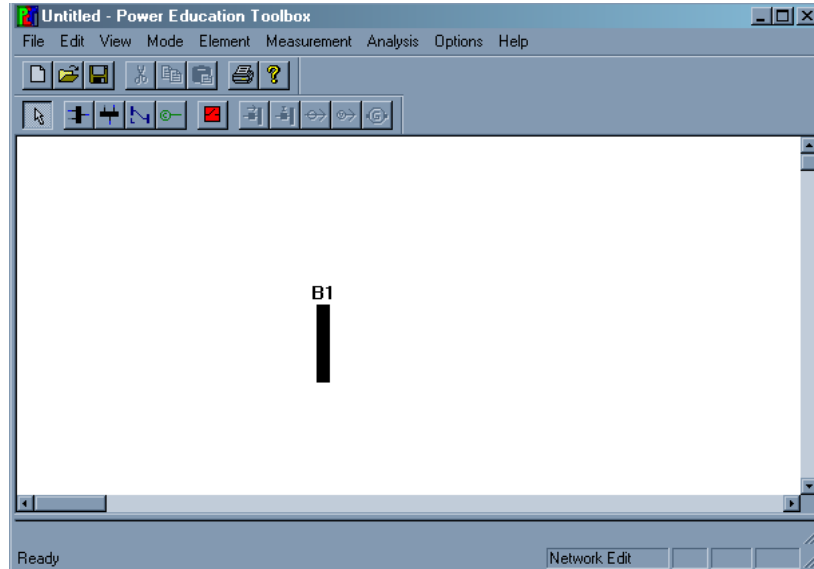 Untitled - Power Education Toolbox
File Edit View Mode Element Measurement Analysis Options Help
B1
Ready Network Edit